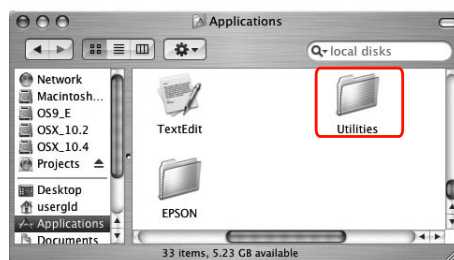 Applications
local disks
Network
Macintosh...
OS9_E
OSX_10.2
OSX_10.4
Projects
Desktop
usergld
Applications
Documents
TextEdit
Utilities
EPSON
33 items, 5.23 GB available